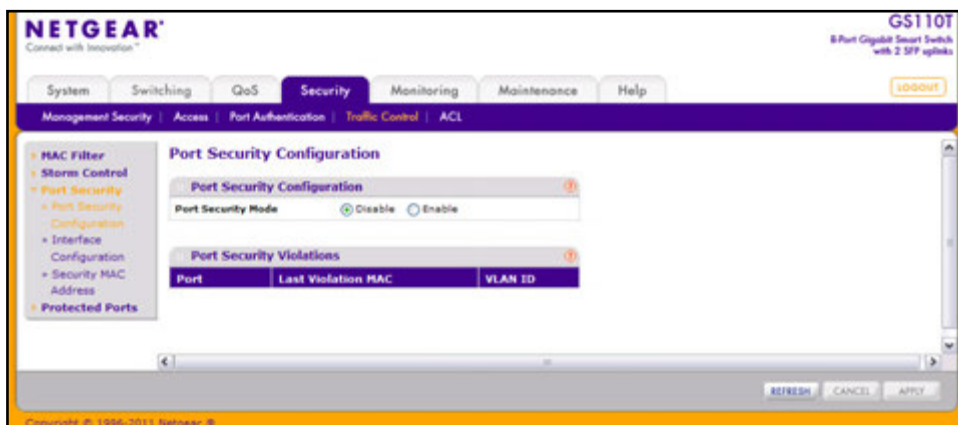 NETGEAR®
Connect with Innovation™
GS110T
8-Port Gigabit Smart Switch
with 2 SFP uplinks
System Switching QoS Security Monitoring Maintenance Help LOGOUT
Management Security | Access | Port Authentication | Traffic Control | ACL
MAC Filter
Storm Control
Port Security
Port Security
Configuration
Interface
Configuration
Security MAC
Address
Protected Ports
Port Security Configuration
Port Security Configuration
Port Security Mode Disable Enable
Port Security Violations
Port Last Violation MAC VLAN ID
REFRESH CANCEL APPLY
Copyright © 1996-2011 Netgear ®